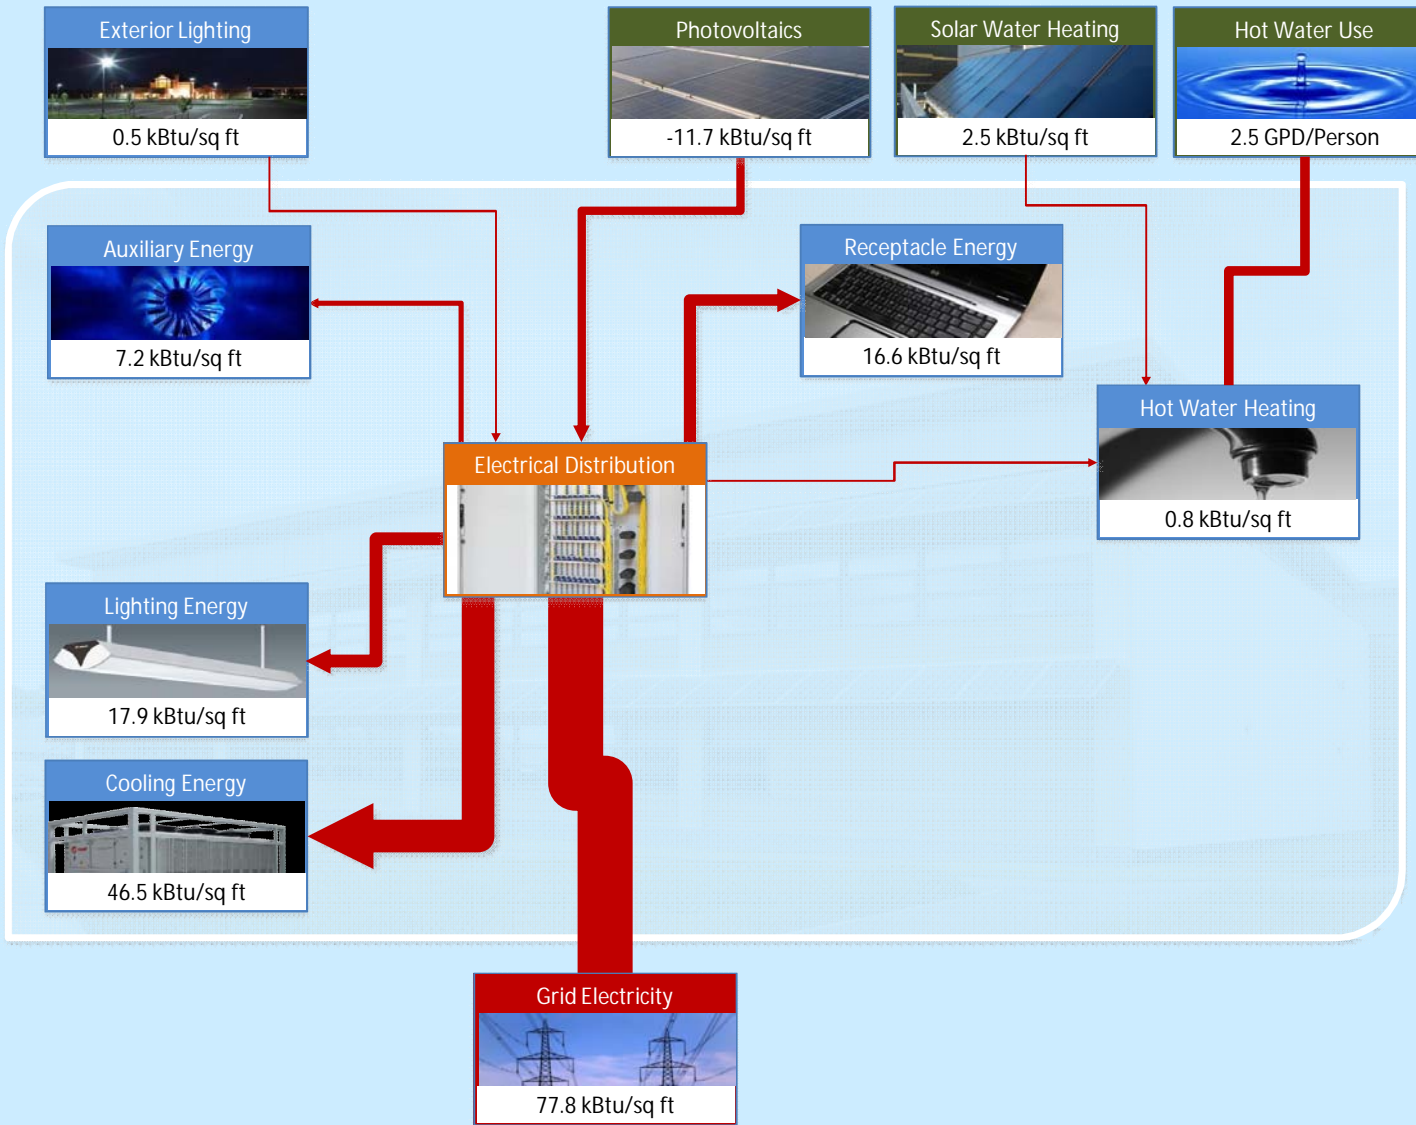 Exterior Lighting
0.5 kBtu/sq ft
Photovoltaics
-11.7 kBtu/sq ft
Solar Water Heating
2.5 kBtu/sq ft
Hot Water Use
2.5 GPD/Person
Auxiliary Energy
7.2 kBtu/sq ft
Receptacle Energy
16.6 kBtu/sq ft
Hot Water Heating
0.8 kBtu/sq ft
Electrical Distribution
Lighting Energy
17.9 kBtu/sq ft
Cooling Energy
46.5 kBtu/sq ft
Grid Electricity
77.8 kBtu/sq ft